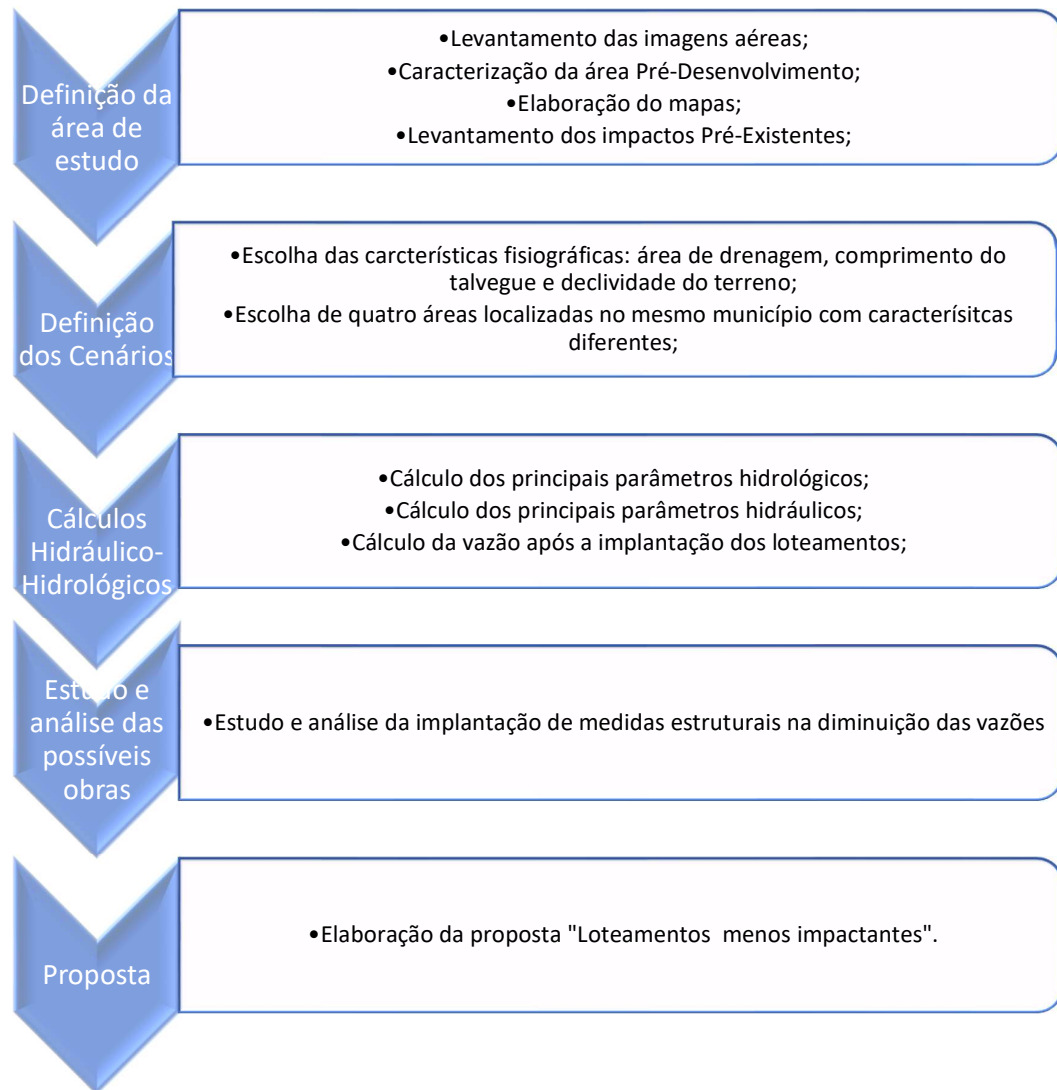 Definição da
área de
estudo
•Levantamento das imagens aéreas;
•Caracterização da área Pré-Desenvolvimento;
•Elaboração do mapas;
•Levantamento dos impactos Pré-Existentes;
Definição
dos Cenários
•Escolha das carcterísticas fisiográficas: área de drenagem, comprimento do
talvegue e declividade do terreno;
•Escolha de quatro áreas localizadas no mesmo município com caracterísitcas
diferentes;
Cálculos
Hidráulico-
Hidrológicos
•Cálculo dos principais parâmetros hidrológicos;
•Cálculo dos principais parâmetros hidráulicos;
•Cálculo da vazão após a implantação dos loteamentos;
Estudo e
análise das
possíveis
obras
•Estudo e análise da implantação de medidas estruturais na diminuição das vazões
Proposta
•Elaboração da proposta "Loteamentos  menos impactantes".